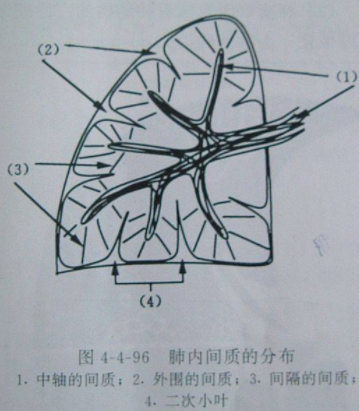 (2)
(1)
(3)
(4)
图 4-4-96 肺内间质的分布
1. 中轴的间质；2. 外围的间质；3. 间隔的间质；
4. 二次小叶